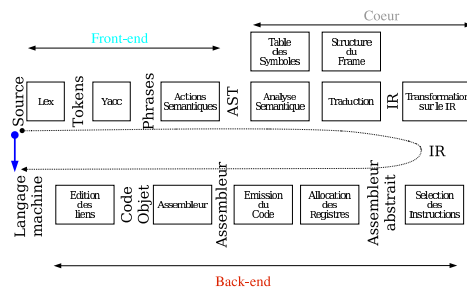 Coeur
Front-end
Table
des
Symboles
Structure
du
Frame
Source
Lex
Tokens
Yacc
Phrases
Actions
Semantiques
AST
Analyse
Semantique
Traduction
IR
Transformation
sur le IR
IR
Langage
machine
Edition
des
liens
Code
Objet
Assembleur
Assembleur
Emission
du
Code
Allocation
des
Registres
Assembleur
abstrait
Selection
des
Instructions
Back-end